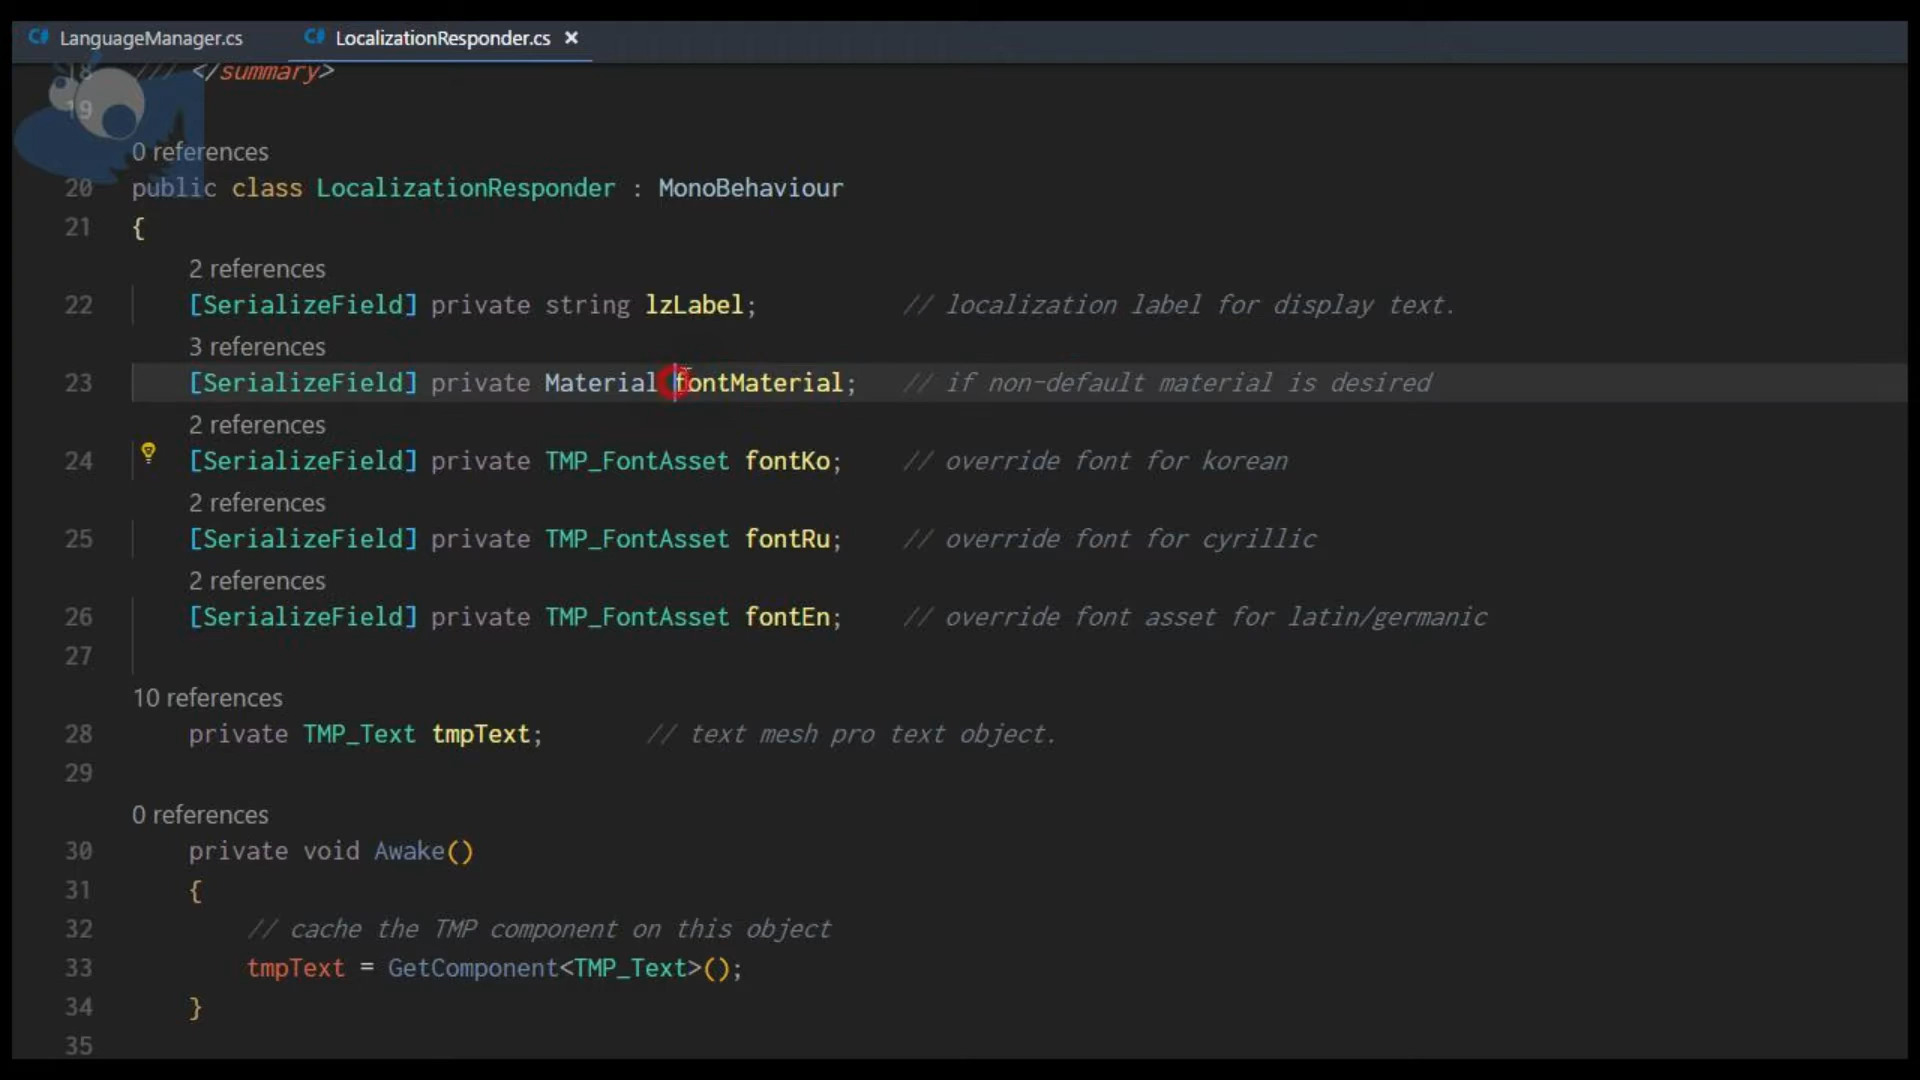 LanguageManager.cs LocalizationResponder.cs
18 /// </summary>
19
0 references
20 public class LocalizationResponder : MonoBehaviour
21 {
2 references
22 [SerializeField] private string lzLabel; // localization label for display text.
3 references
23 [SerializeField] private Material fontMaterial; // if non-default material is desired
2 references
24 [SerializeField] private TMP_FontAsset fontKo; // override font for korean
2 references
25 [SerializeField] private TMP_FontAsset fontRu; // override font for cyrillic
2 references
26 [SerializeField] private TMP_FontAsset fontEn; // override font asset for latin/germanic
27
10 references
28 private TMP_Text tmpText; // text mesh pro text object.
29
0 references
30 private void Awake()
31 {
32 // cache the TMP component on this object
33 tmpText = GetComponent<TMP_Text>();
34 }
35